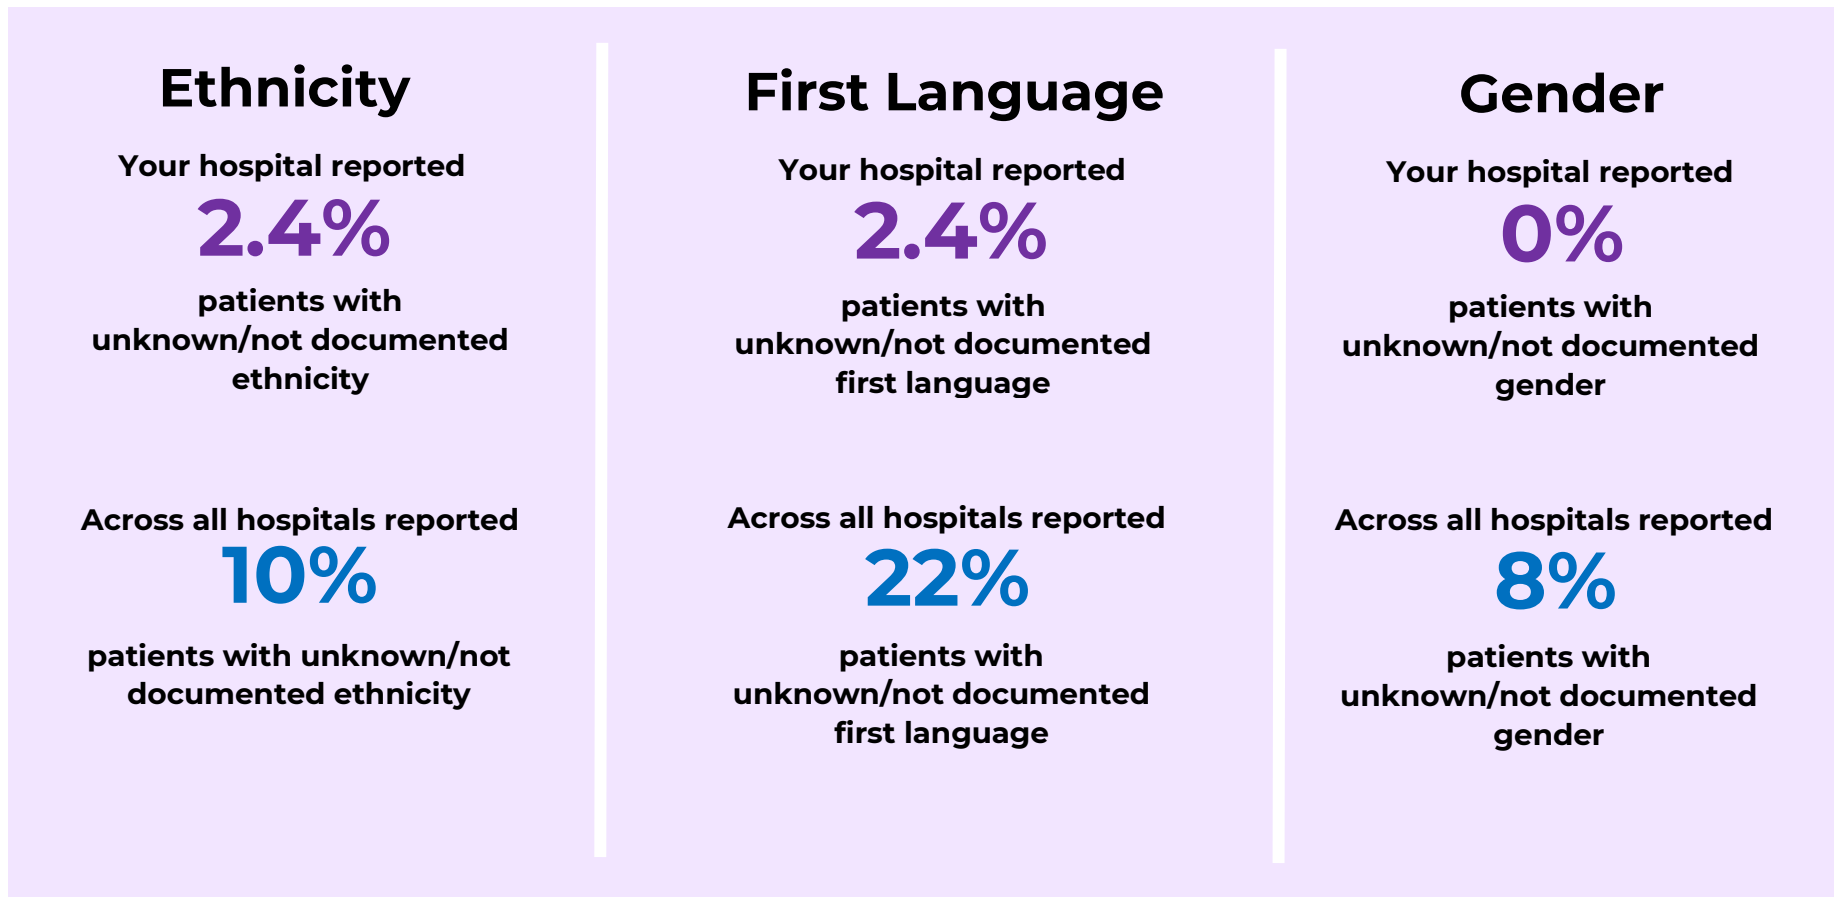 Ethnicity
Your hospital reported
2.4%
patients with
unknown/not documented
ethnicity
Across all hospitals reported
10%
patients with unknown/not
documented ethnicity
First Language
Your hospital reported
2.4%
patients with
unknown/not documented
first language
Across all hospitals reported
22%
patients with
unknown/not documented
first language
Gender
Your hospital reported
0%
patients with
unknown/not documented
gender
Across all hospitals reported
8%
patients with
unknown/not documented
gender